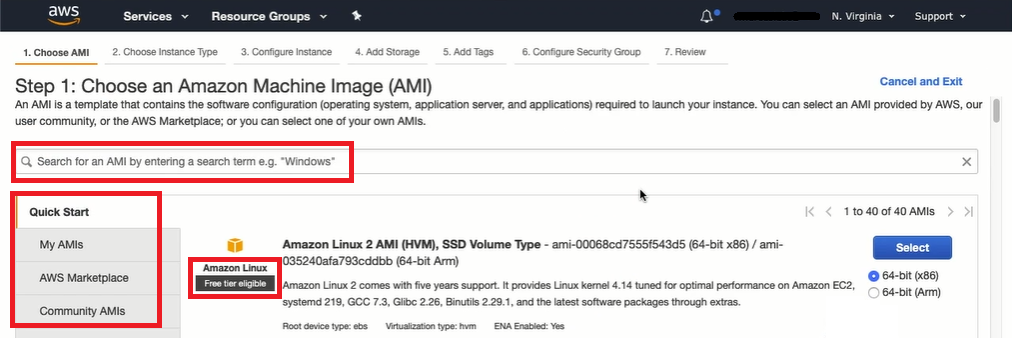 aws Services Resource Groups N. Virginia Support
1. Choose AMI 2. Choose Instance Type 3. Configure Instance 4. Add Storage 5. Add Tags 6. Configure Security Group 7. Review
Step 1: Choose an Amazon Machine Image (AMI)
Cancel and Exit
An AMI is a template that contains the software configuration (operating system, application server, and applications) required to launch your instance. You can select an AMI provided by AWS, our
user community, or the AWS Marketplace; or you can select one of your own AMIs.
Search for an AMI by entering a search term e.g. "Windows"
Quick Start
My AMIs
AWS Marketplace
Community AMIs
1 to 40 of 40 AMIs
Amazon Linux
Free tier eligible
Amazon Linux 2 AMI (HVM), SSD Volume Type - ami-00068cd7555f543d5 (64-bit x86) / ami-
035240afa793cddbb (64-bit Arm)
Amazon Linux 2 comes with five years support. It provides Linux kernel 4.14 tuned for optimal performance on Amazon EC2,
systemd 219, GCC 7.3, Glibc 2.26, Binutils 2.29.1, and the latest software packages through extras.
Root device type: ebs Virtualization type: hvm ENA Enabled: Yes
Select
64-bit (x86)
64-bit (Arm)